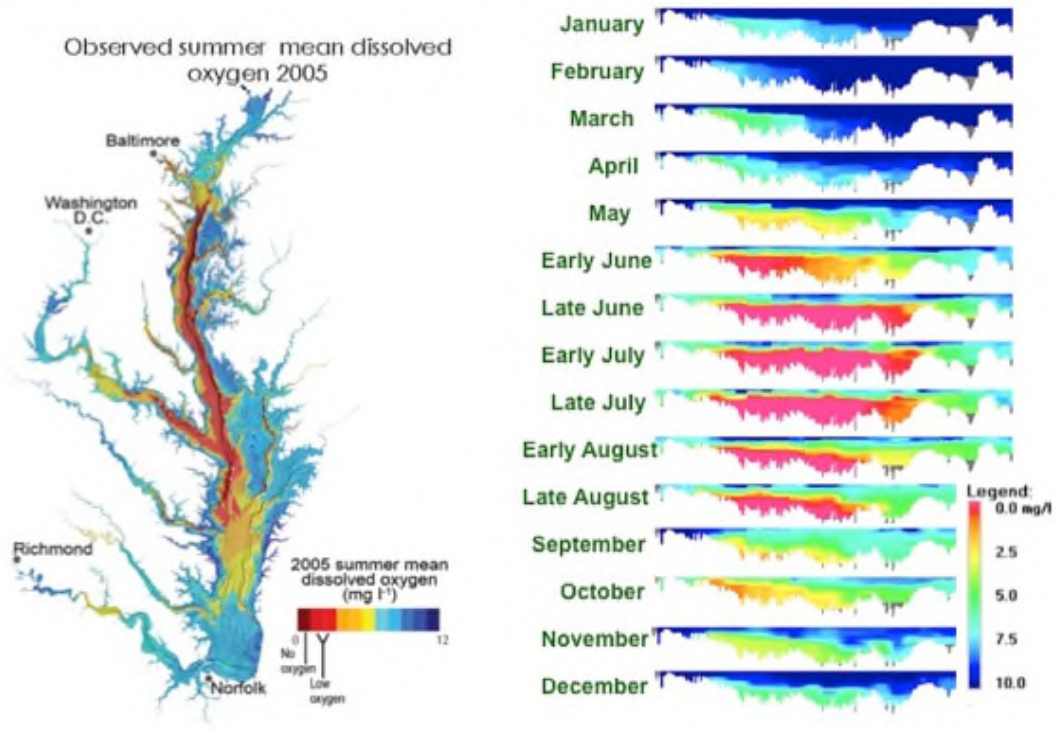 Observed summer mean dissolved
oxygen 2005
Baltimore
Washington
D.C.
Richmond
Norfolk
2005 summer mean
dissolved oxygen
(mg l⁻¹)
0
12
No
oxygen
Low
oxygen
January
February
March
April
May
Early June
Late June
Early July
Late July
Early August
Late August
September
October
November
December
Legend:
0.0 mg/l
2.5
5.0
7.5
10.0